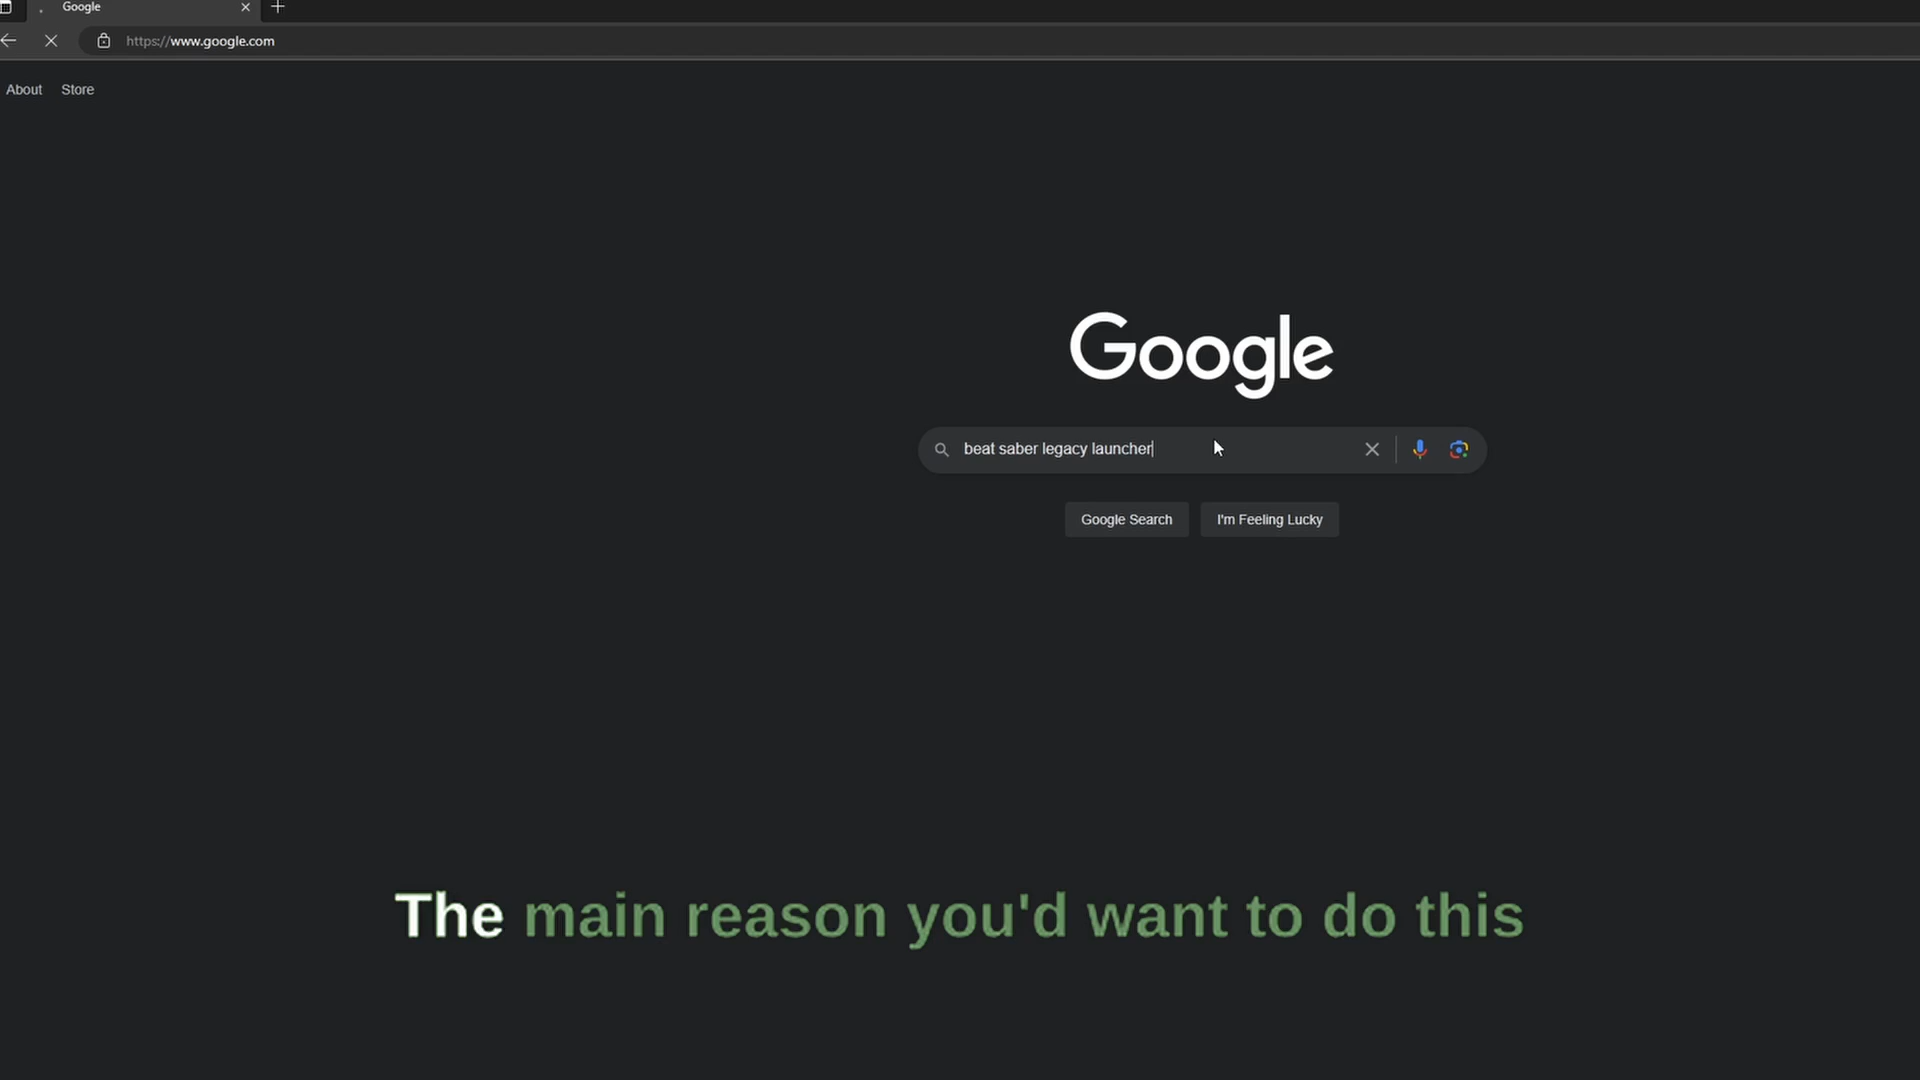 Google
https://www.google.com
About Store
Google
beat saber legacy launcher
Google Search I'm Feeling Lucky
The main reason you'd want to do this